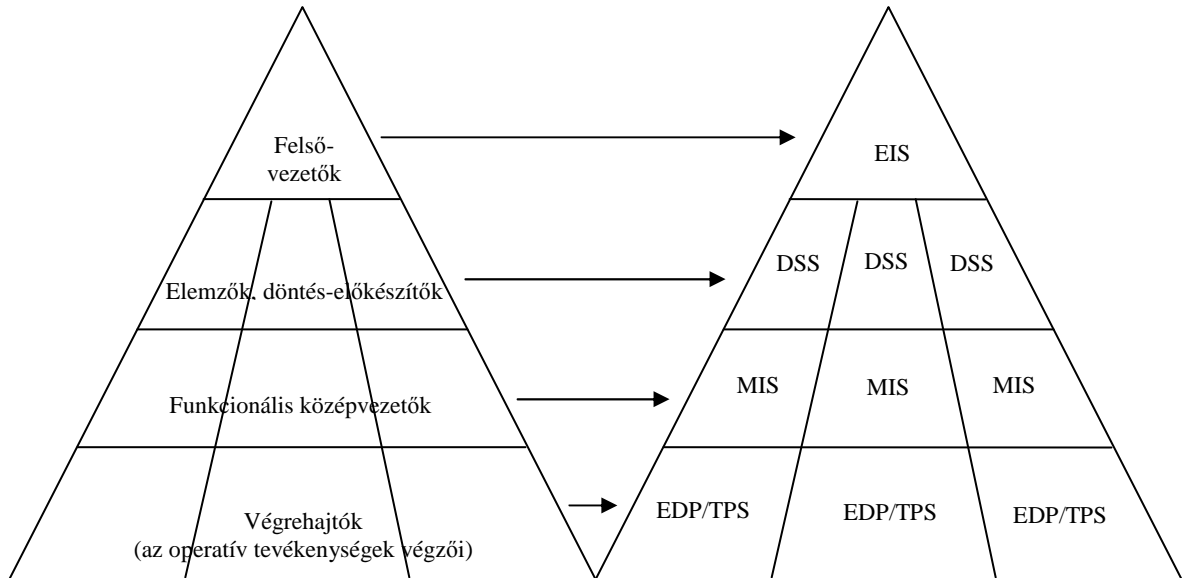 Felső-
vezetők
EIS
DSS
DSS
DSS
Elemzők, döntés-előkészítők
MIS
MIS
MIS
Funkcionális középvezetők
EDP/TPS
EDP/TPS
EDP/TPS
Végrehajtók
(az operatív tevékenységek végzői)